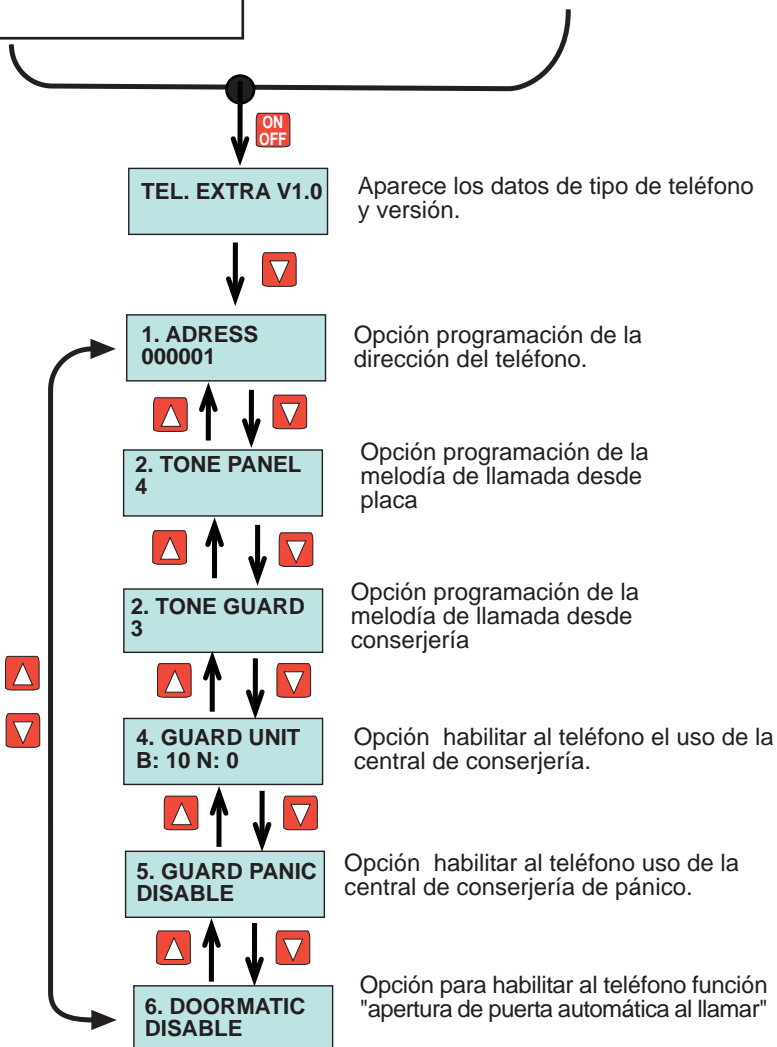 ON
OFF
TEL. EXTRA V1.0
Aparece los datos de tipo de teléfono
y versión.
1. ADRESS
000001
Opción programación de la
dirección del teléfono.
2. TONE PANEL
4
Opción programación de la
melodía de llamada desde
placa
2. TONE GUARD
3
Opción programación de la
melodía de llamada desde
conserjería
4. GUARD UNIT
B: 10 N: 0
Opción habilitar al teléfono el uso de la
central de conserjería.
5. GUARD PANIC
DISABLE
Opción habilitar al teléfono uso de la
central de conserjería de pánico.
6. DOORMATIC
DISABLE
Opción para habilitar al teléfono función
"apertura de puerta automática al llamar"